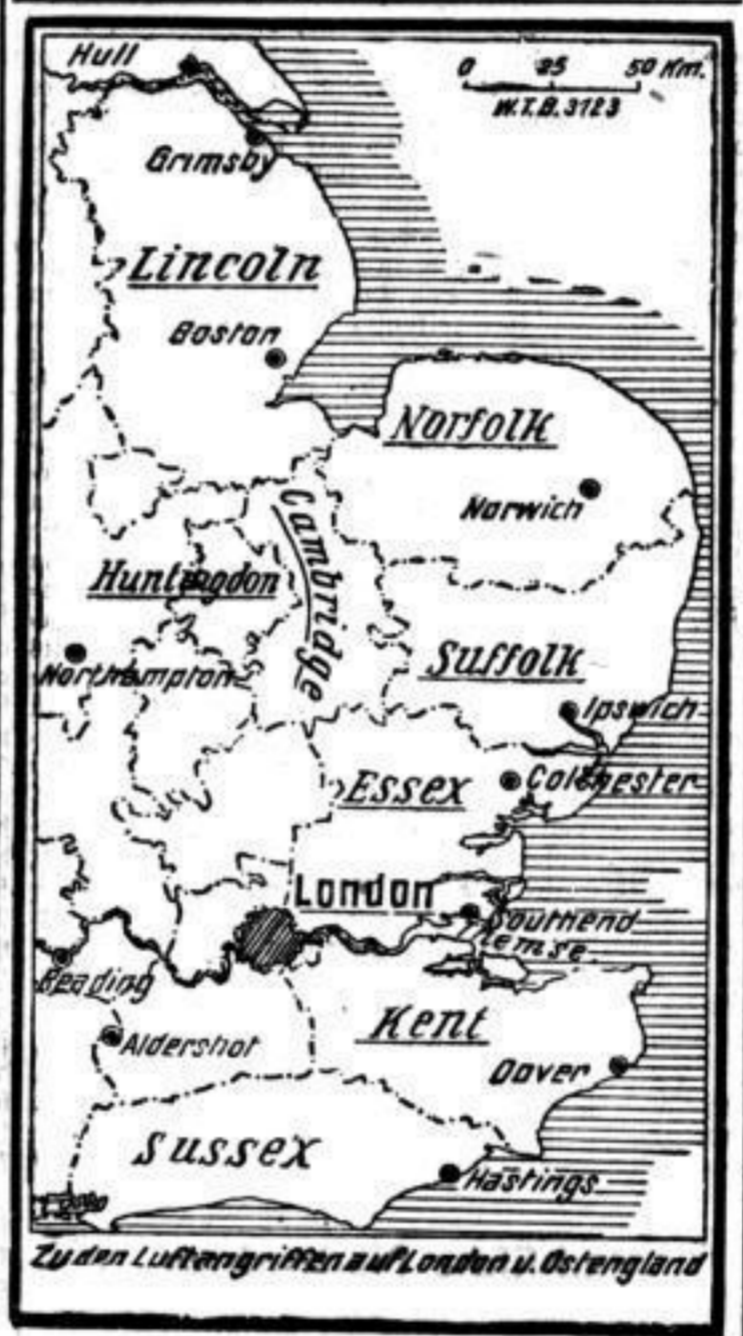 Hull
0 25 50 Km.
W.T.B. 3123
Grimsby
Lincoln
Boston
Norfolk
Norwich
Cambridge
Huntingdon
Northampton
Suffolk
Ipswich
Essex
Colchester
London
Southend
Temse
Reading
Kent
Aldershot
Dover
Sussex
Hastings
Zu den Luftangriffen auf London u. Ostengland